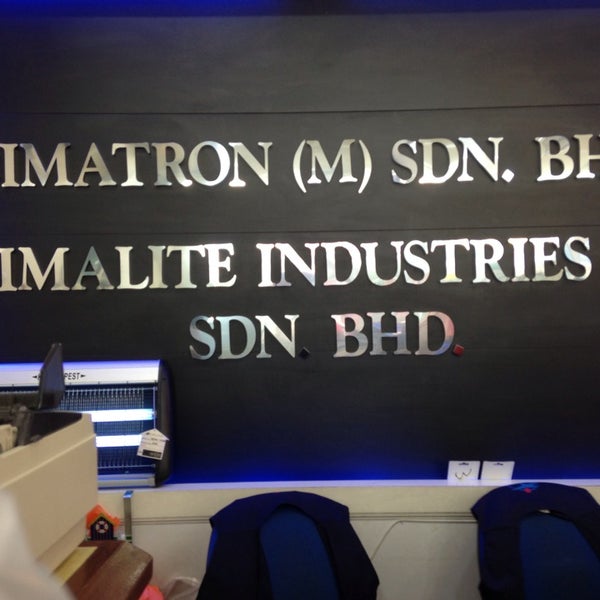 IMATRON (M) SDN. BH
IMALITE INDUSTRIES
SDN. BHD.
PEST